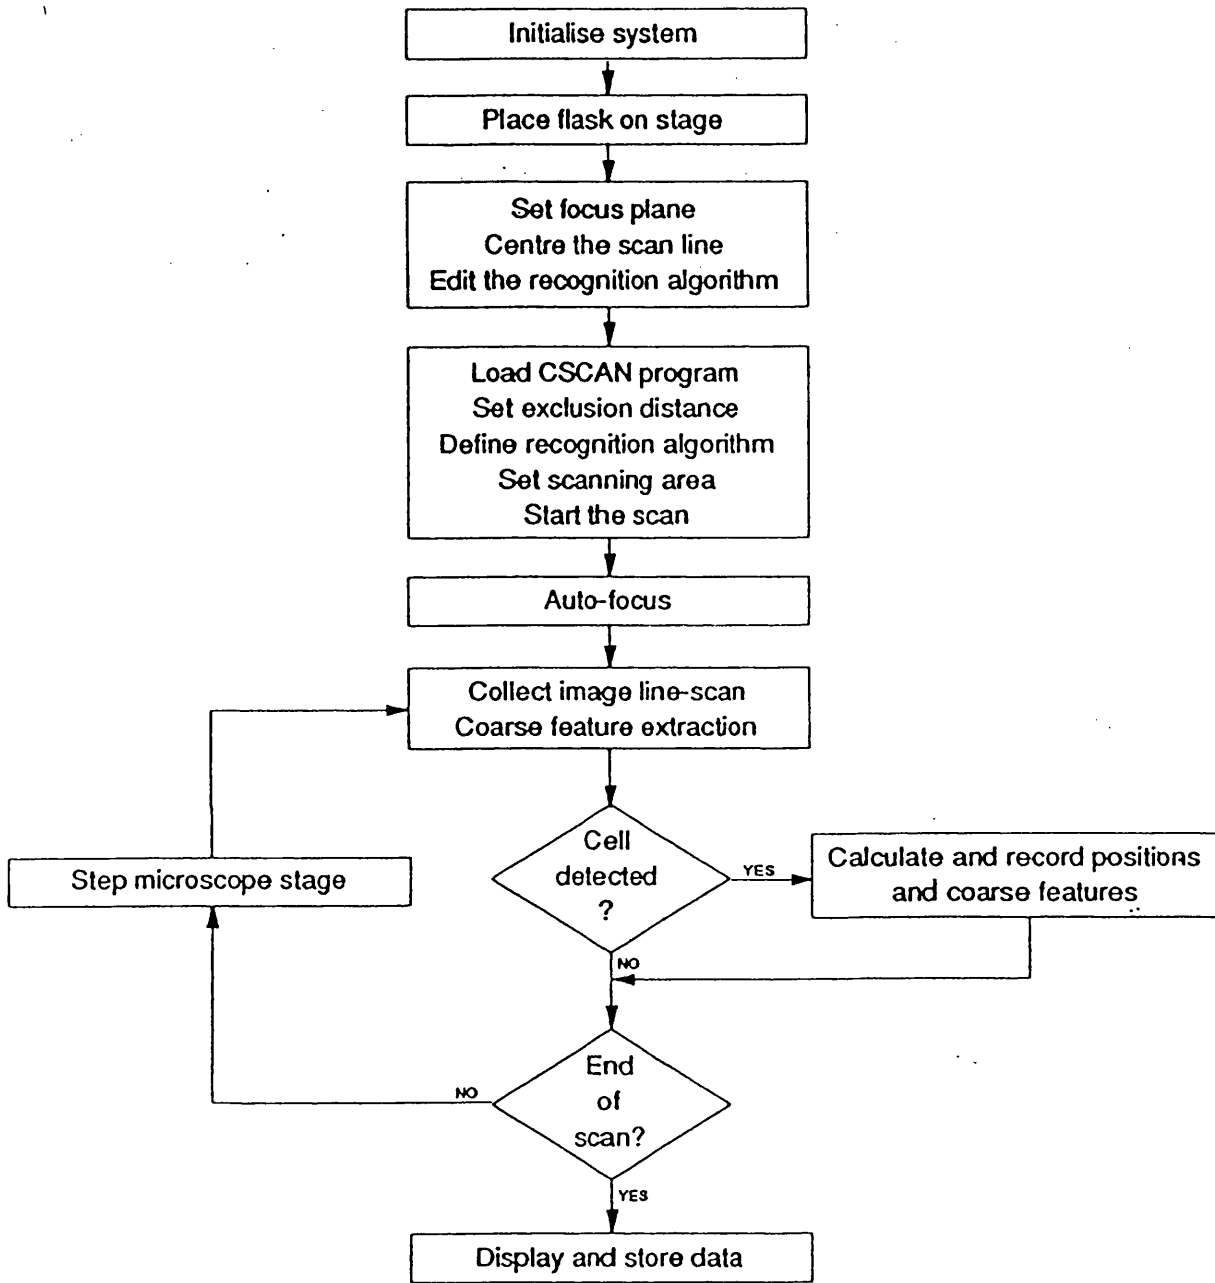 Initialise system
Place flask on stage
Set focus plane
Centre the scan line
Edit the recognition algorithm
Load CSCAN program
Set exclusion distance
Define recognition algorithm
Set scanning area
Start the scan
Auto-focus
Collect image line-scan
Coarse feature extraction
Cell
detected
?
YES
Calculate and record positions
and coarse features
Step microscope stage
NO
End
of
scan?
NO
YES
Display and store data